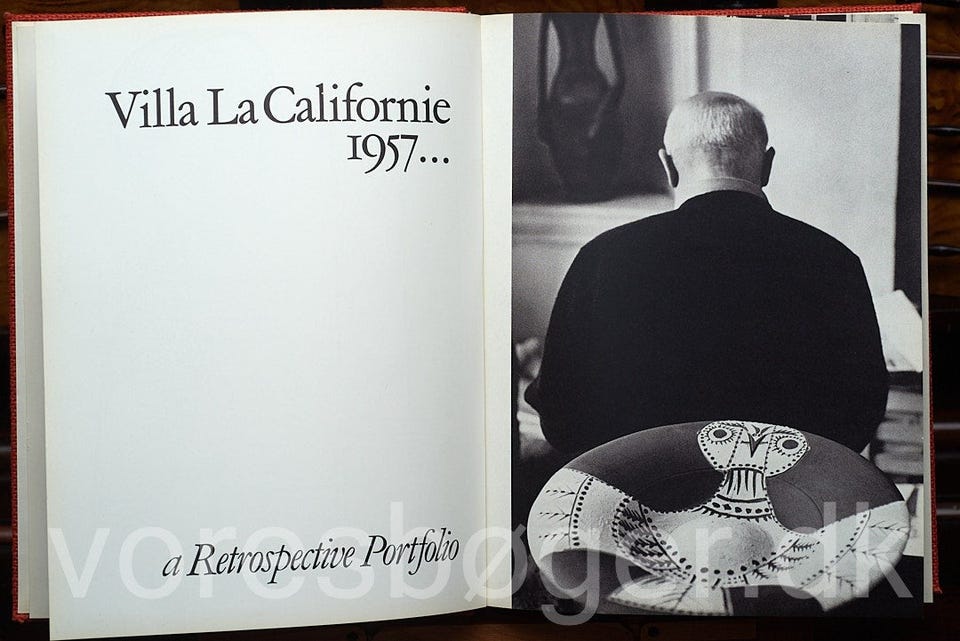 Villa La Californie
1957...
a Retrospective Portfolio
voresbøger.dk